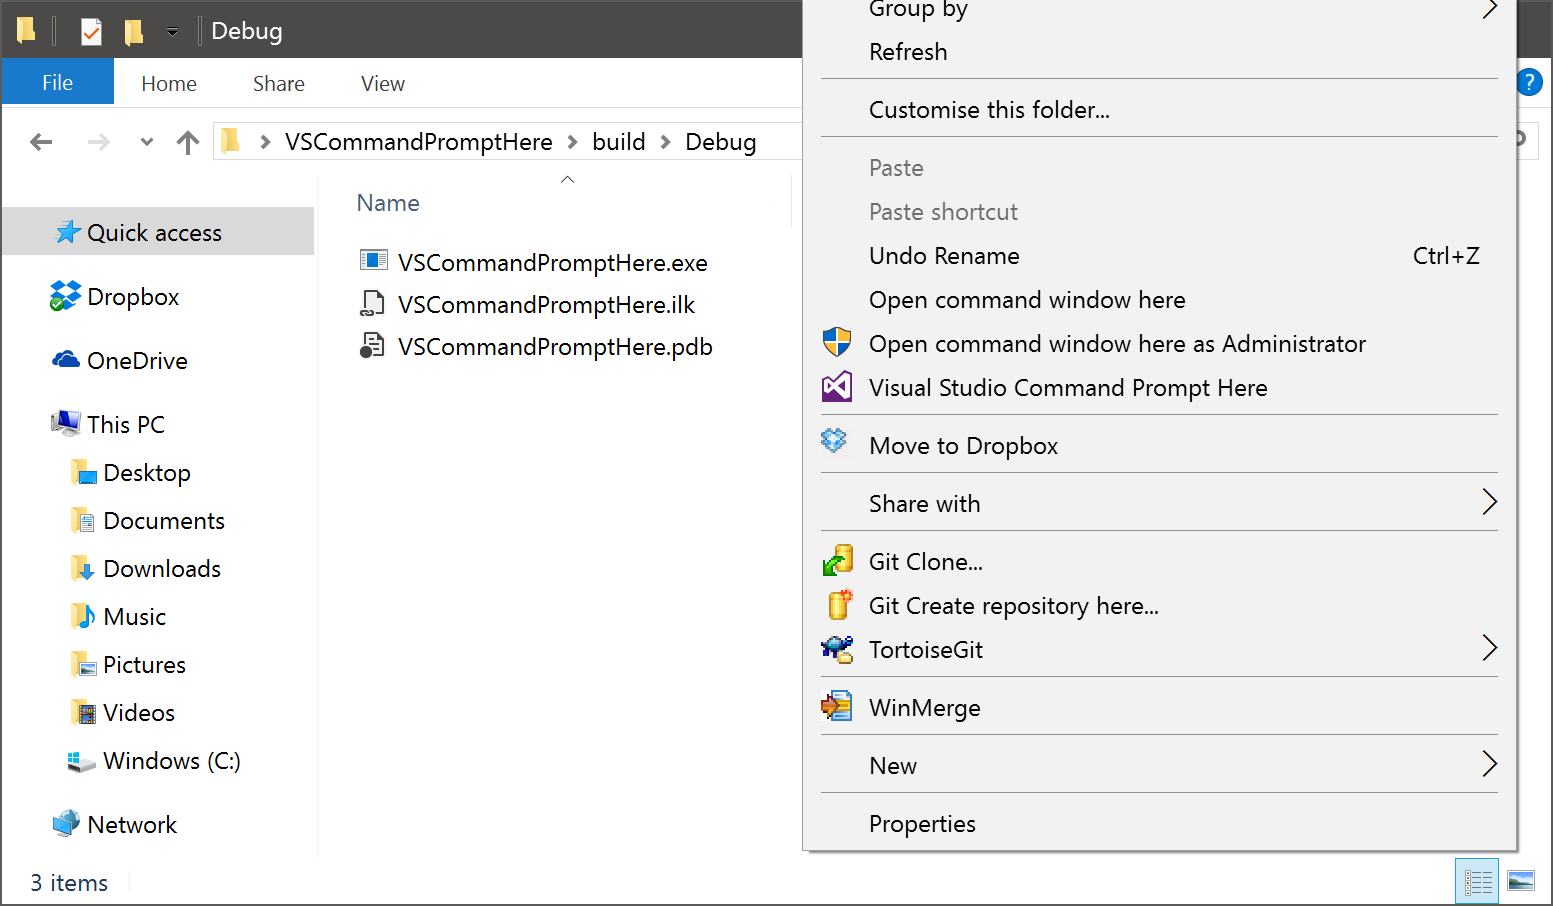 Debug
File Home Share View
VSCommandPromptHere build Debug
Name
Quick access
Dropbox
OneDrive
This PC
Desktop
Documents
Downloads
Music
Pictures
Videos
Windows (C:)
Network
VSCommandPromptHere.exe
VSCommandPromptHere.ilk
VSCommandPromptHere.pdb
3 items
Group by
Refresh
Customise this folder...
Paste
Paste shortcut
Undo Rename Ctrl+Z
Open command window here
Open command window here as Administrator
Visual Studio Command Prompt Here
Move to Dropbox
Share with
Git Clone...
Git Create repository here...
TortoiseGit
WinMerge
New
Properties
?